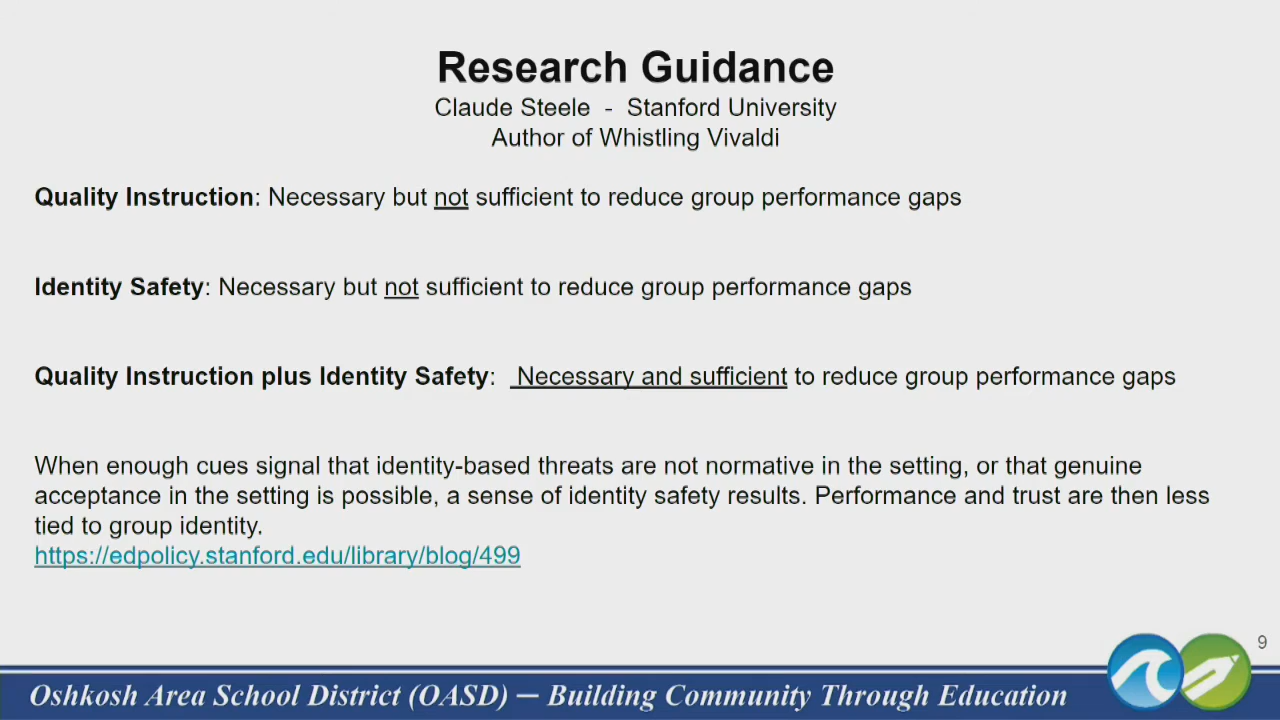 Research Guidance
Claude Steele - Stanford University
Author of Whistling Vivaldi
Quality Instruction: Necessary but not sufficient to reduce group performance gaps
Identity Safety: Necessary but not sufficient to reduce group performance gaps
Quality Instruction plus Identity Safety: Necessary and sufficient to reduce group performance gaps
When enough cues signal that identity-based threats are not normative in the setting, or that genuine
acceptance in the setting is possible, a sense of identity safety results. Performance and trust are then less
tied to group identity.
https://edpolicy.stanford.edu/library/blog/499
9
Oshkosh Area School District (OASD) — Building Community Through Education